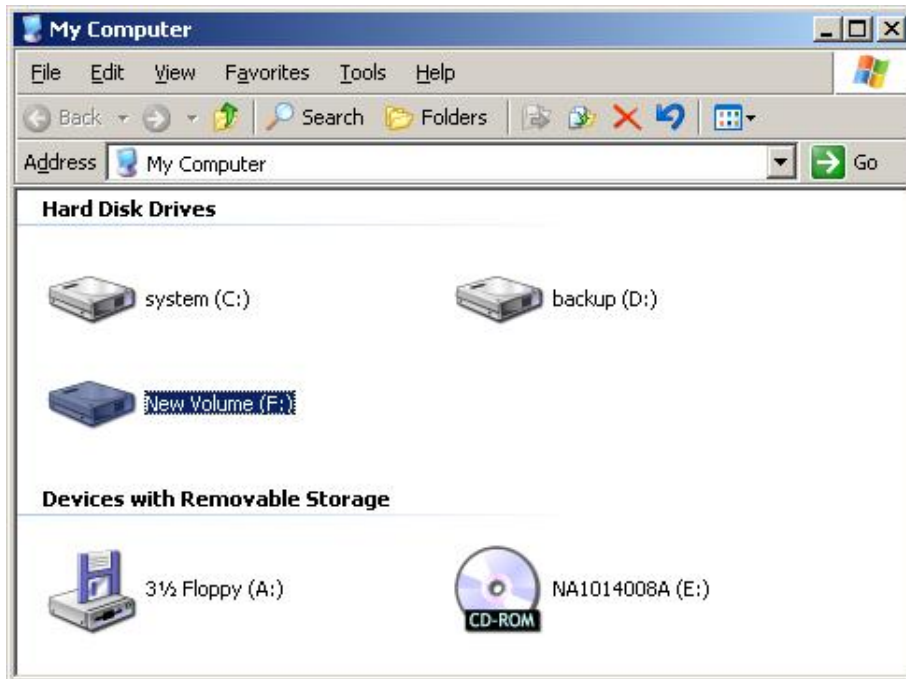 My Computer
File Edit View Favorites Tools Help
Back Search Folders
Address My Computer Go
Hard Disk Drives
system (C:) backup (D:)
New Volume (F:)
Devices with Removable Storage
3½ Floppy (A:) NA1014008A (E:)
CD-ROM